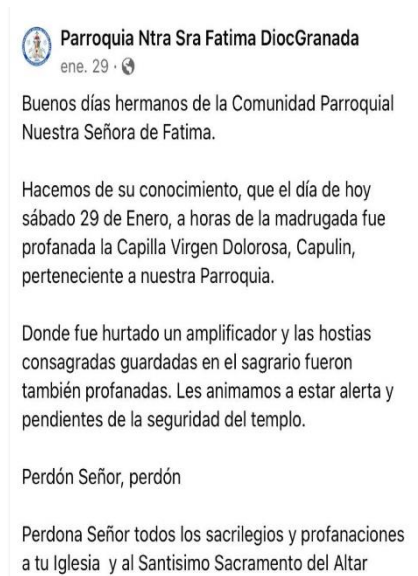 Parroquia Ntra Sra Fatima DiocGranada
ene. 29 ·
Buenos días hermanos de la Comunidad Parroquial
Nuestra Señora de Fatima.
Hacemos de su conocimiento, que el día de hoy
sábado 29 de Enero, a horas de la madrugada fue
profanada la Capilla Virgen Dolorosa, Capulin,
perteneciente a nuestra Parroquia.
Donde fue hurtado un amplificador y las hostias
consagradas guardadas en el sagrario fueron
también profanadas. Les animamos a estar alerta y
pendientes de la seguridad del templo.
Perdón Señor, perdón
Perdona Señor todos los sacrilegios y profanaciones
a tu Iglesia y al Santisimo Sacramento del Altar